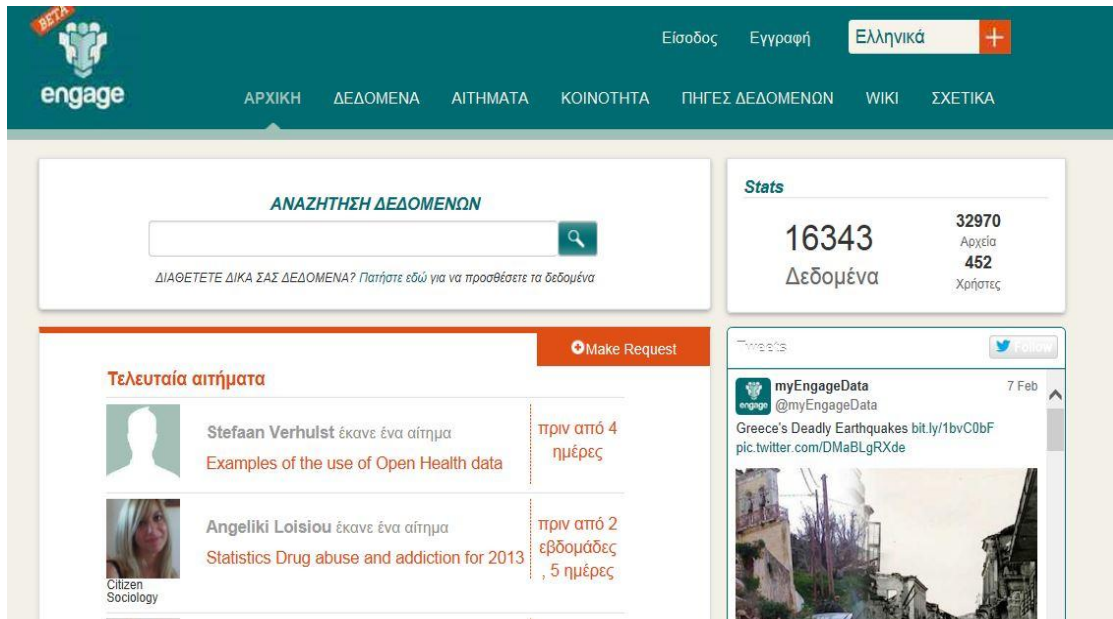 BETA
engage
Είσοδος Εγγραφή Ελληνικά +
ΑΡΧΙΚΗ ΔΕΔΟΜΕΝΑ ΑΙΤΗΜΑΤΑ ΚΟΙΝΟΤΗΤΑ ΠΗΓΕΣ ΔΕΔΟΜΕΝΩΝ WIKI ΣΧΕΤΙΚΑ
ΑΝΑΖΗΤΗΣΗ ΔΕΔΟΜΕΝΩΝ
ΔΙΑΘΕΤΕΤΕ ΔΙΚΑ ΣΑΣ ΔΕΔΟΜΕΝΑ? Πατήστε εδώ για να προσθέσετε τα δεδομένα
Stats
16343
Δεδομένα
32970
Αρχεία
452
Χρήστες
Make Request
Τελευταία αιτήματα
Stefaan Verhulst έκανε ένα αίτημα
Examples of the use of Open Health data
πριν από 4
ημέρες
Angeliki Loisiou έκανε ένα αίτημα
Statistics Drug abuse and addiction for 2013
πριν από 2
εβδομάδες
, 5 ημέρες
Citizen
Sociology
Tweets
Follow
engage
myEngageData 7 Feb
@myEngageData
Greece's Deadly Earthquakes bit.ly/1bvC0bF
pic.twitter.com/DMaBLgRXde